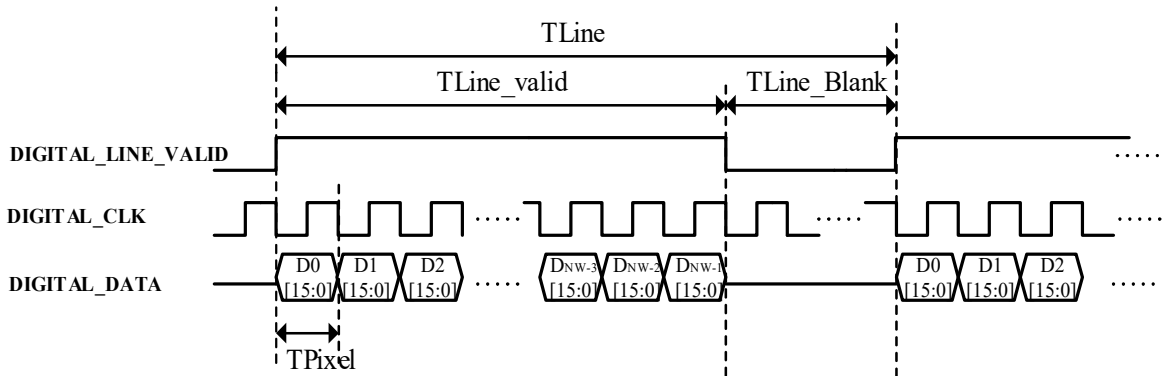 TLine
TLine_valid
TLine_Blank
DIGITAL_LINE_VALID
.....
DIGITAL_CLK
.....
.....
.....
DIGITAL_DATA
D0 D1 D2 ..... DNW-3 DNW-2 DNW-1 D0 D1 D2 .....
[15:0] [15:0] [15:0] [15:0] [15:0] [15:0] [15:0] [15:0] [15:0]
TPixel